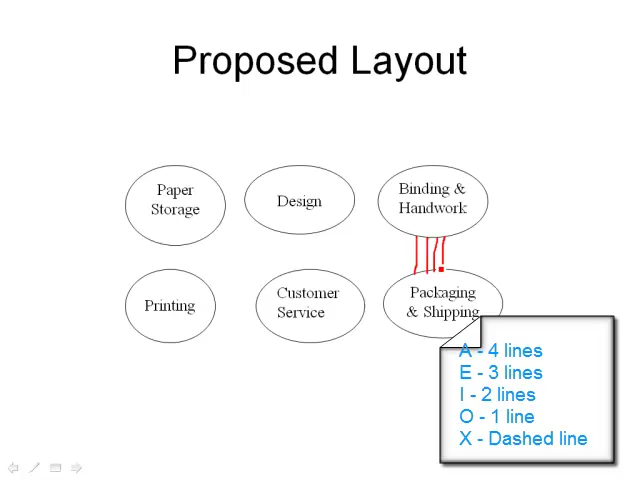 Proposed Layout
Paper
Storage
Design
Binding &
Handwork
Printing
Customer
Service
Packaging
& Shipping
A - 4 lines
E - 3 lines
I - 2 lines
O - 1 line
X - Dashed line